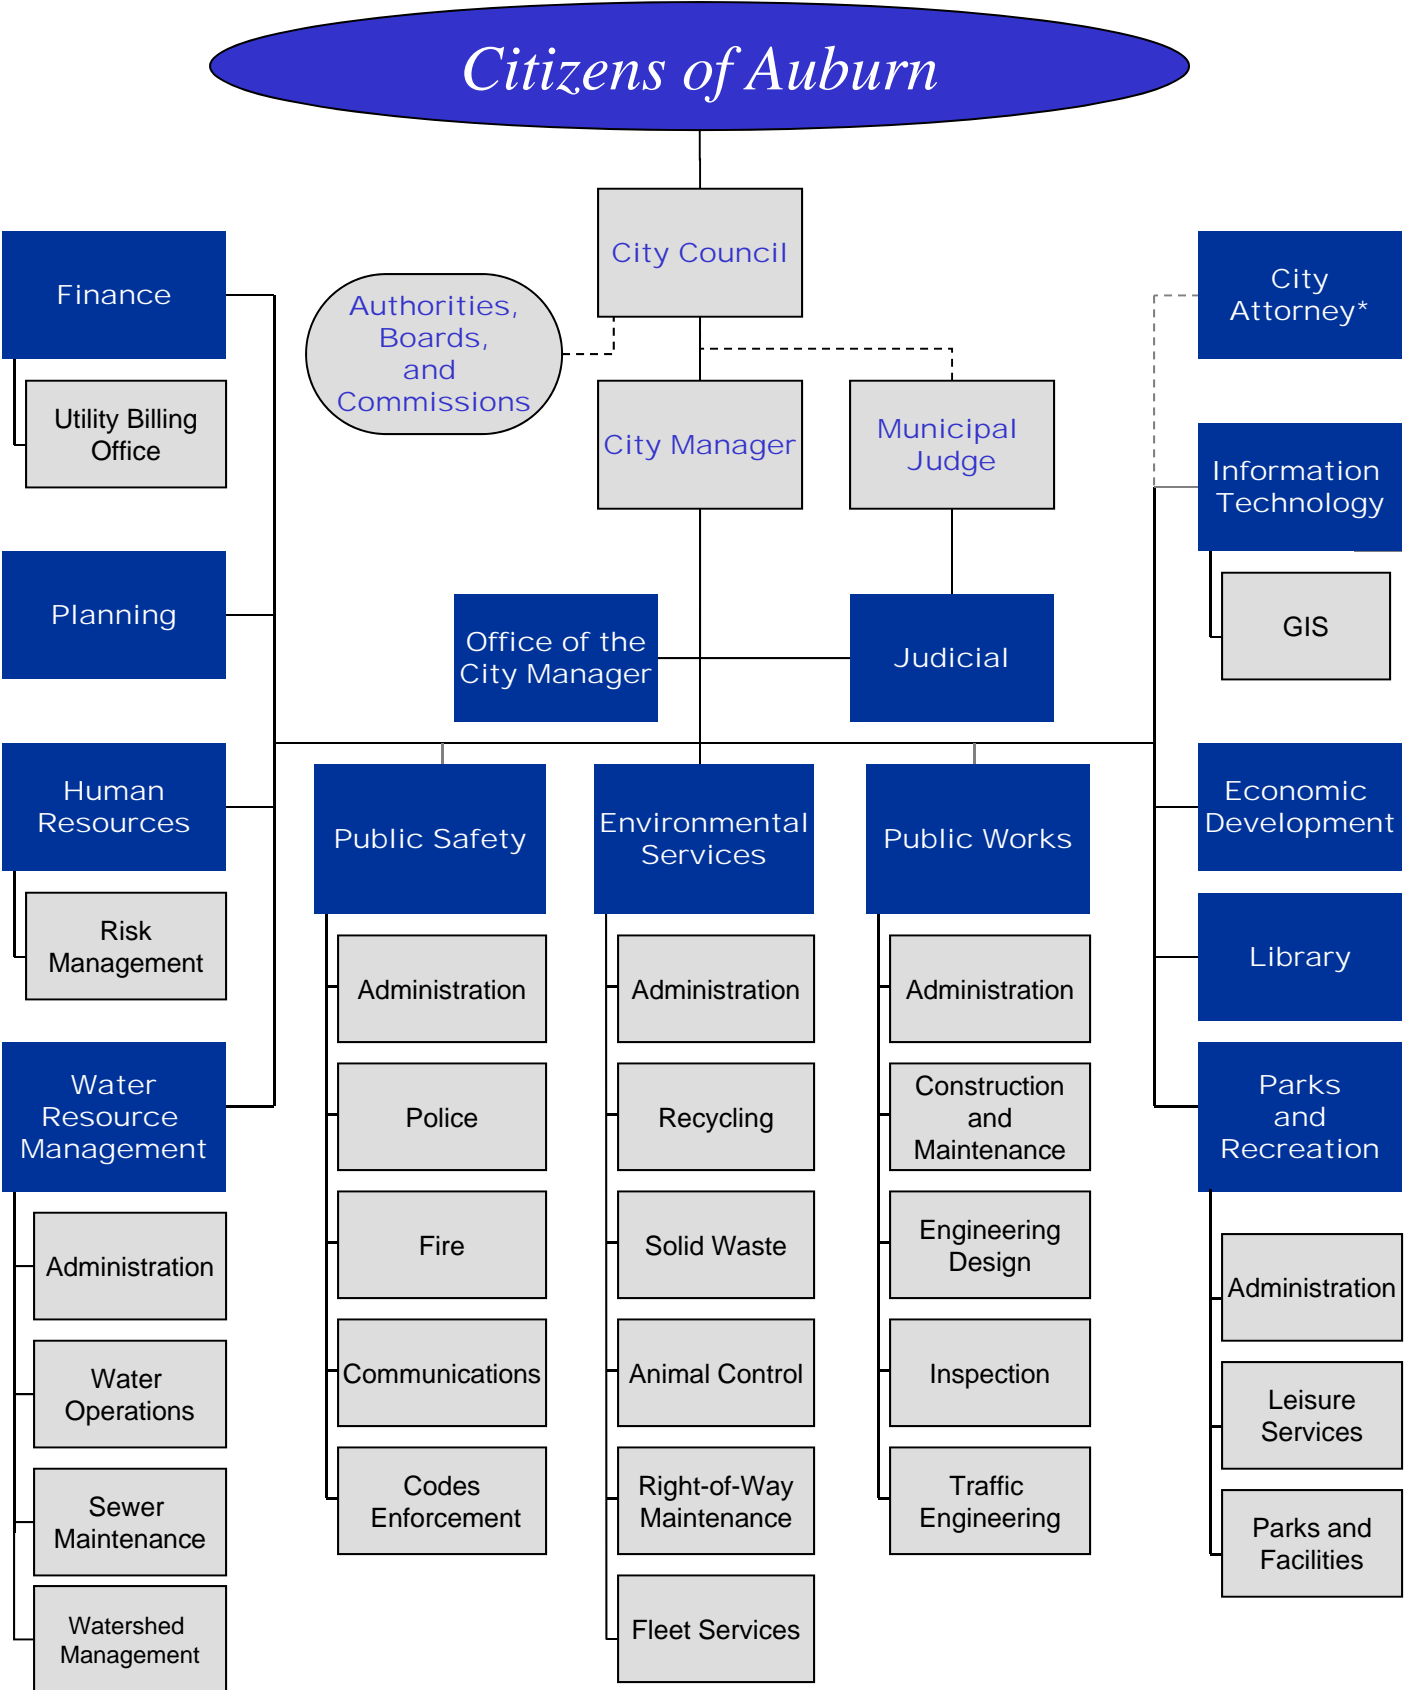 Citizens of Auburn
City Council
Authorities,
Boards,
and
Commissions
City Manager
Municipal
Judge
Office of the
City Manager
Judicial
Finance
Utility Billing
Office
Planning
Human
Resources
Risk
Management
Water
Resource
Management
Administration
Water
Operations
Sewer
Maintenance
Watershed
Management
Public Safety
Administration
Police
Fire
Communications
Codes
Enforcement
Environmental
Services
Administration
Recycling
Solid Waste
Animal Control
Right-of-Way
Maintenance
Fleet Services
Public Works
Administration
Construction
and
Maintenance
Engineering
Design
Inspection
Traffic
Engineering
City
Attorney*
Information
Technology
GIS
Economic
Development
Library
Parks
and
Recreation
Administration
Leisure
Services
Parks and
Facilities